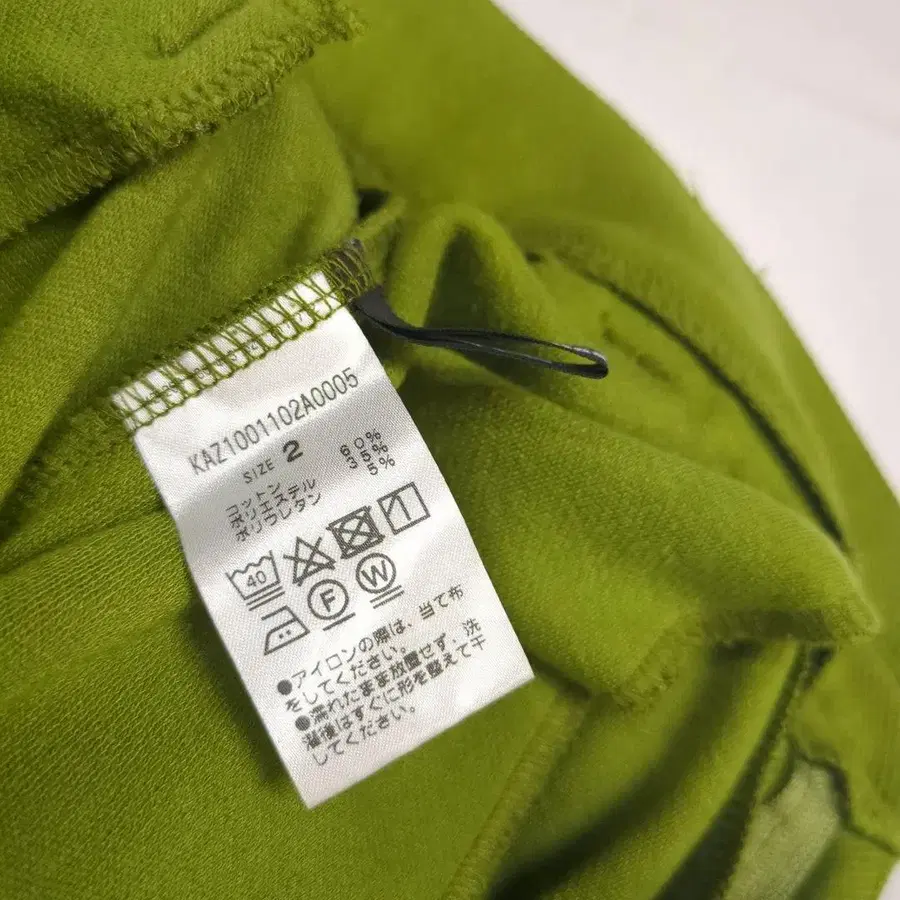 KAZ1001102A0005
SIZE 2
コットン 60%
ポリエステル 35%
ポリウレタン 5%
40
F W
●アイロンの際は、当て布
をしてください。
●濡れたまま放置せず、洗
濯後はすぐに形を整えて干
してください。